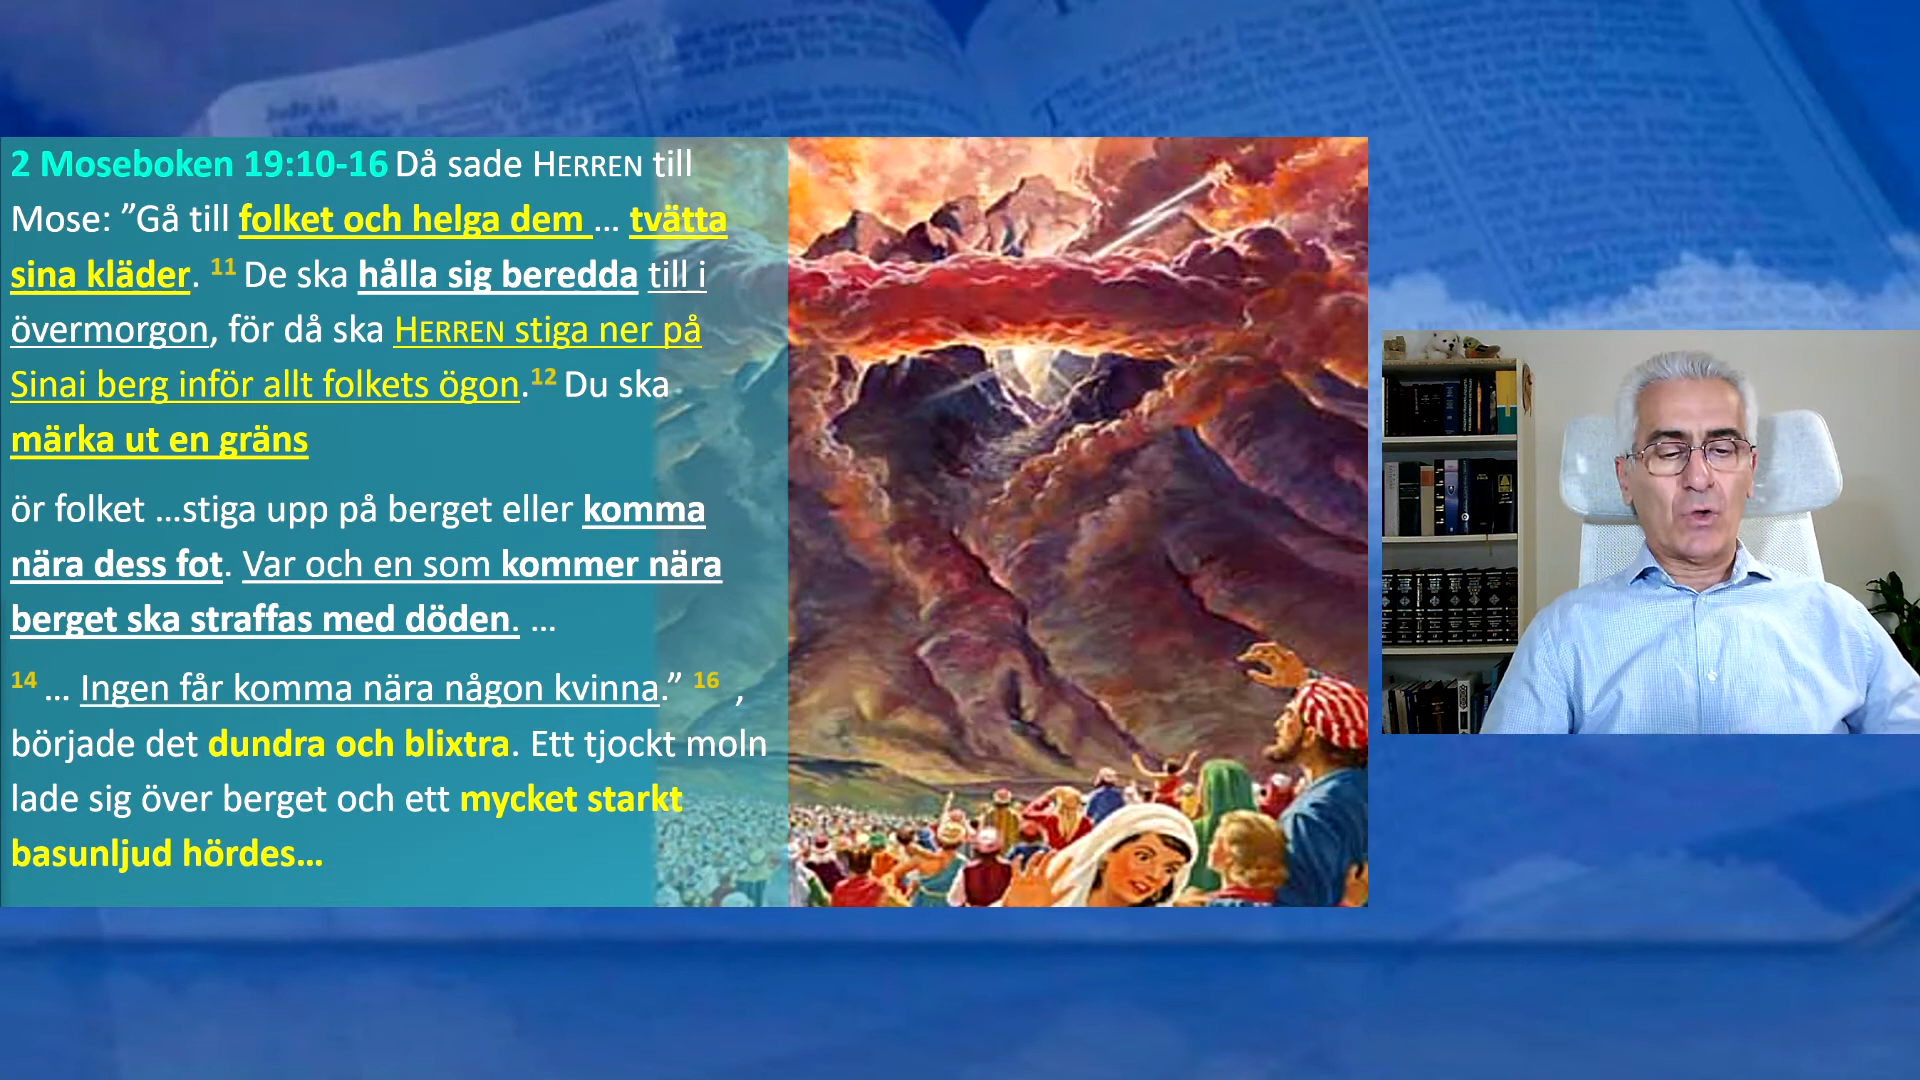 2 Moseboken 19:10-16 Då sade HERREN till
Mose: ”Gå till folket och helga dem … tvätta
sina kläder. 11 De ska hålla sig beredda till i
övermorgon, för då ska HERREN stiga ner på
Sinai berg inför allt folkets ögon.12 Du ska
märka ut en gräns
ör folket …stiga upp på berget eller komma
nära dess fot. Var och en som kommer nära
berget ska straffas med döden. …
14 … Ingen får komma nära någon kvinna.” 16 ,
började det dundra och blixtra. Ett tjockt moln
lade sig över berget och ett mycket starkt
basunljud hördes…